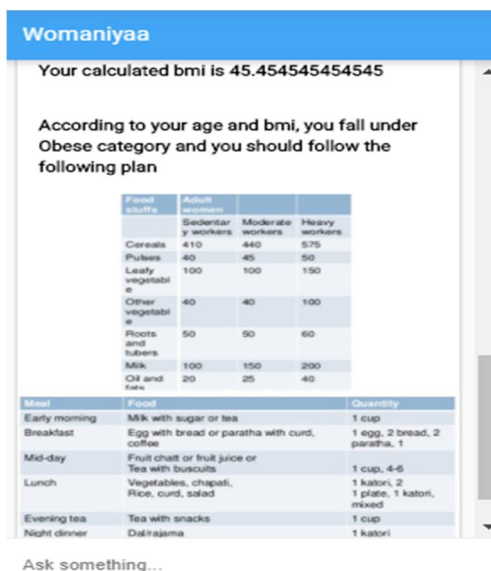 Womaniyaa
Your calculated bmi is 45.454545454545
According to your age and bmi, you fall under
Obese category and you should follow the
following plan
Food stuffs Adult women
Sedentary workers Moderate workers Heavy workers
Cereals 410 440 575
Pulses 40 45 50
Leafy vegetable 100 100 150
Other vegetable 40 40 100
Roots and tubers 50 50 60
Milk 100 150 200
Oil and fats 20 25 40
Meal Food Quantity
Early morning Milk with sugar or tea 1 cup
Breakfast Egg with bread or paratha with curd, 1 egg, 2 bread, 2
coffee paratha, 1
Mid-day Fruit chatt or fruit juice or
Tea with buscuits 1 cup, 4-6
Lunch Vegetables, chapati, 1 katori, 2
Rice, curd, salad 1 plate, 1 katori,
mixed
Evening tea Tea with snacks 1 cup
Night dinner Dal/rajama 1 katori
Ask something...